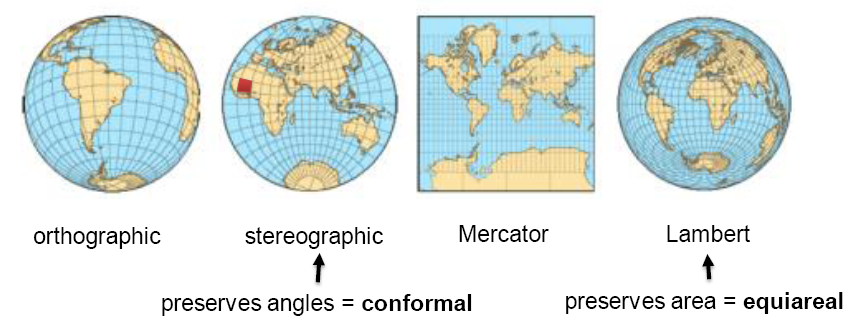 orthographic stereographic Mercator Lambert
preserves angles = conformal preserves area = equiareal